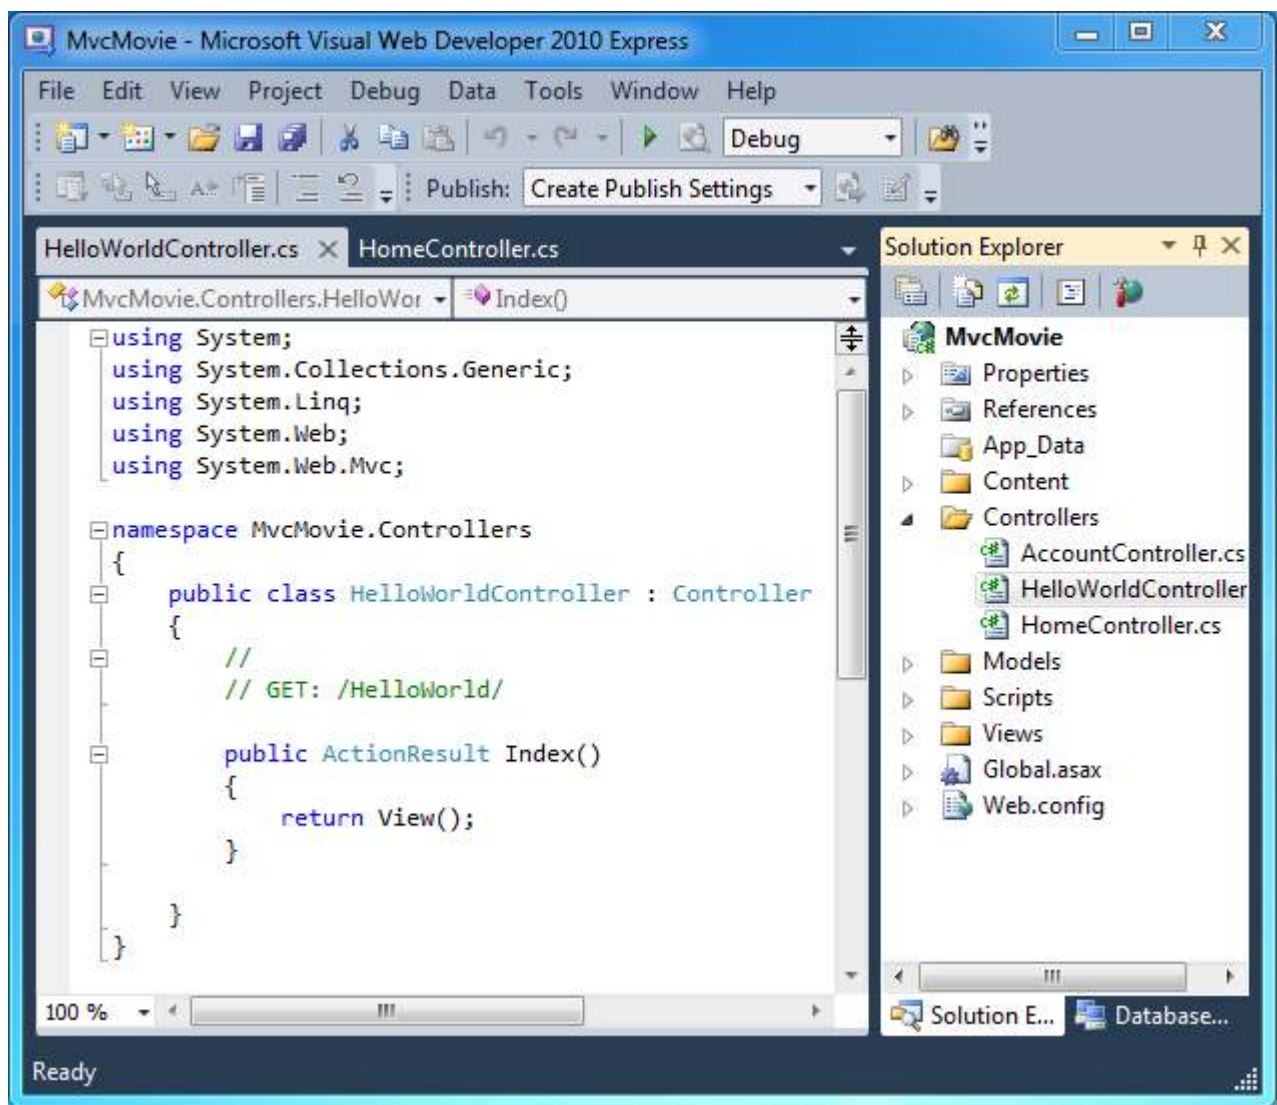 MvcMovie - Microsoft Visual Web Developer 2010 Express
File Edit View Project Debug Data Tools Window Help
Debug
Publish: Create Publish Settings
HelloWorldController.cs HomeController.cs
MvcMovie.Controllers.HelloWor Index()
using System;
using System.Collections.Generic;
using System.Linq;
using System.Web;
using System.Web.Mvc;
namespace MvcMovie.Controllers
{
public class HelloWorldController : Controller
{
//
// GET: /HelloWorld/
public ActionResult Index()
{
return View();
}
}
}
100 %
Solution Explorer
MvcMovie
Properties
References
App_Data
Content
Controllers
AccountController.cs
HelloWorldController
HomeController.cs
Models
Scripts
Views
Global.asax
Web.config
Solution E... Database...
Ready